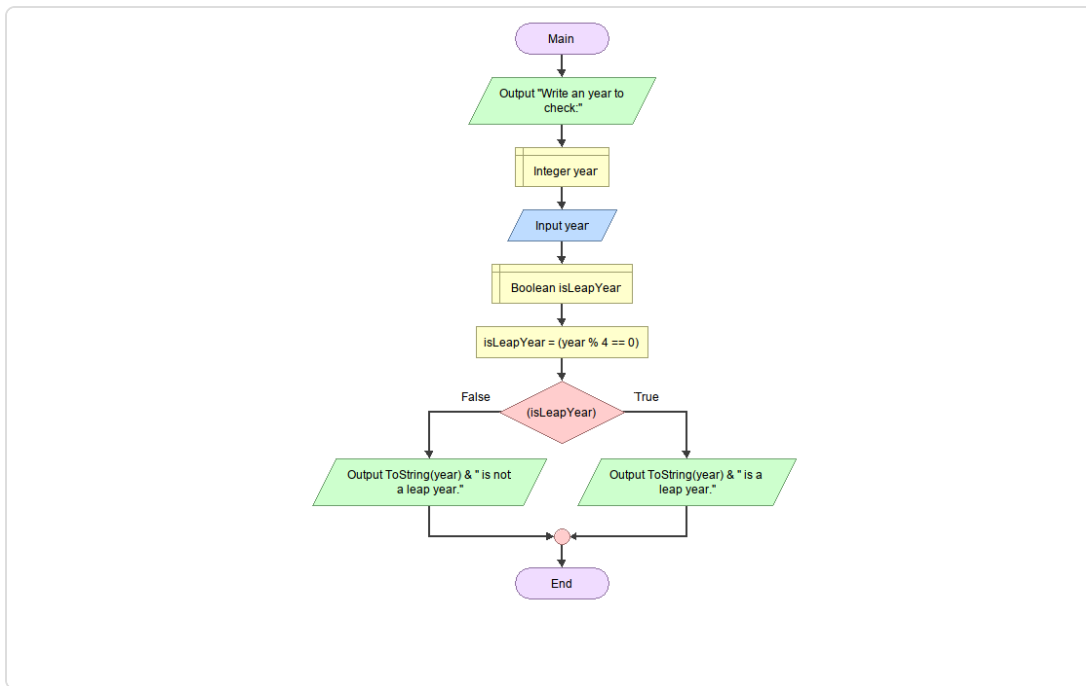 Main
Output "Write an year to
check:"
Integer year
Input year
Boolean isLeapYear
isLeapYear = (year % 4 == 0)
False
True
(isLeapYear)
Output ToString(year) & " is not
a leap year."
Output ToString(year) & " is a
leap year."
End